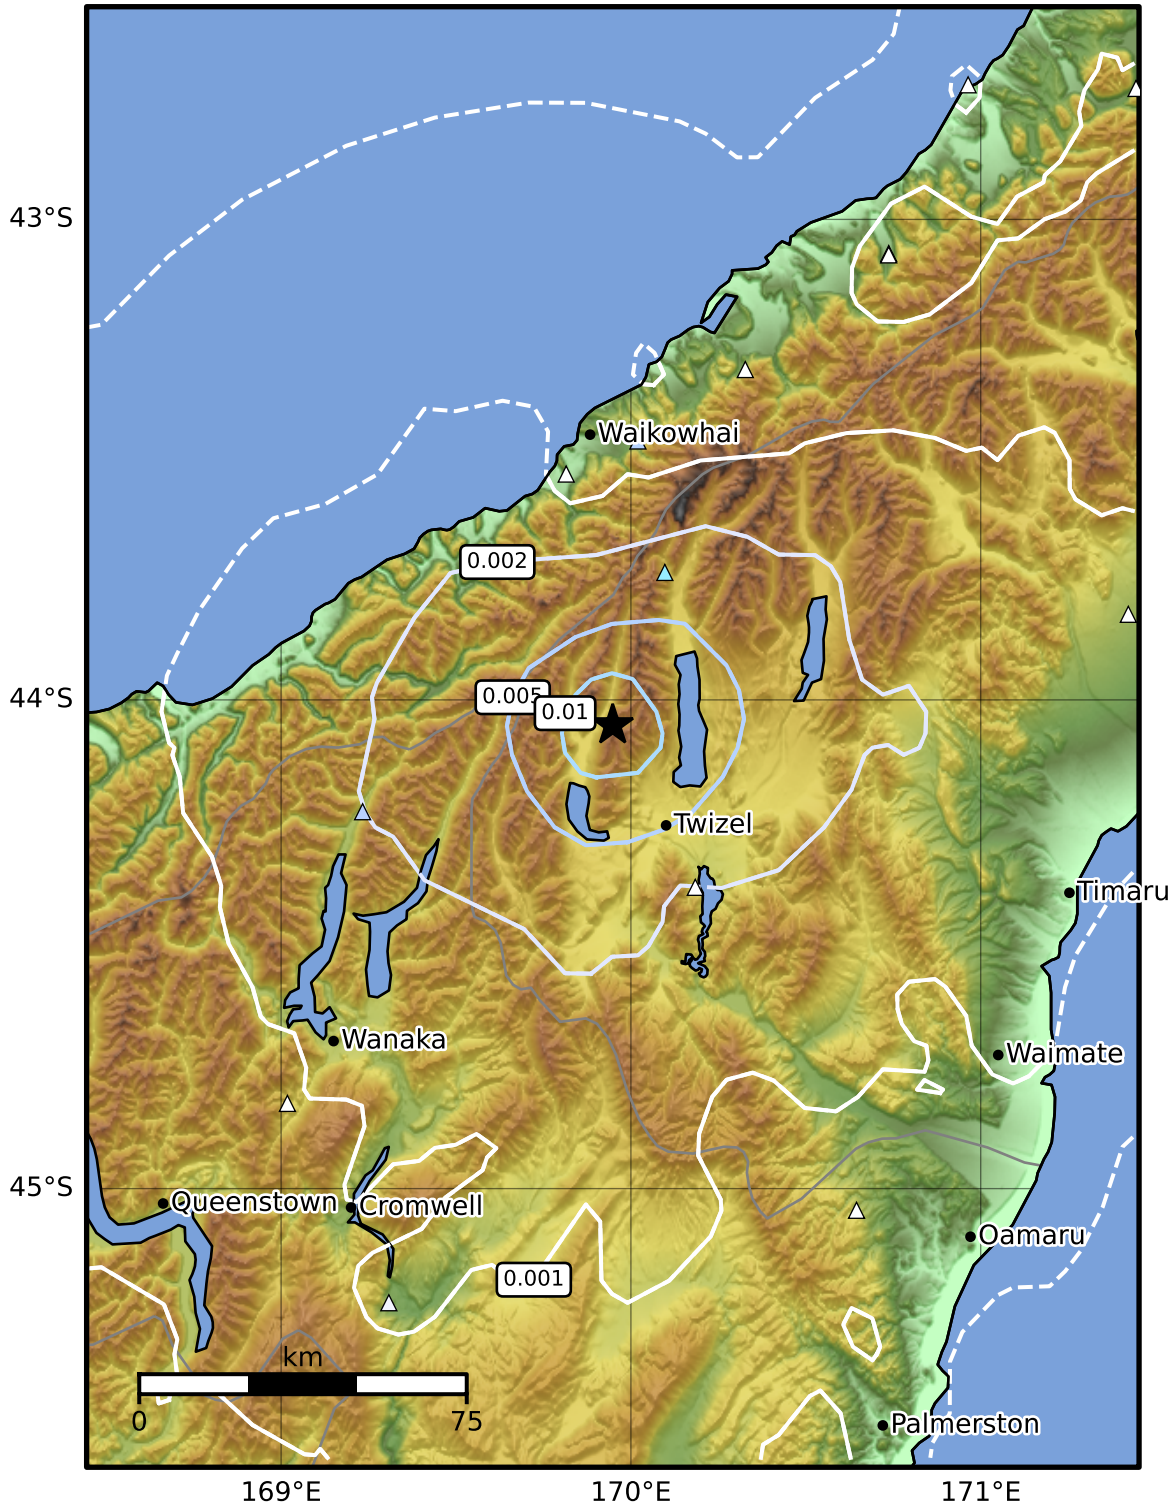 43°S
Waikowhai
0.002
0.005
0.01
44°S
Twizel
Timaru
Wanaka
Waimate
45°S
Queenstown
Cromwell
Oamaru
0.001
km
0
75
Palmerston
169°E
170°E
171°E